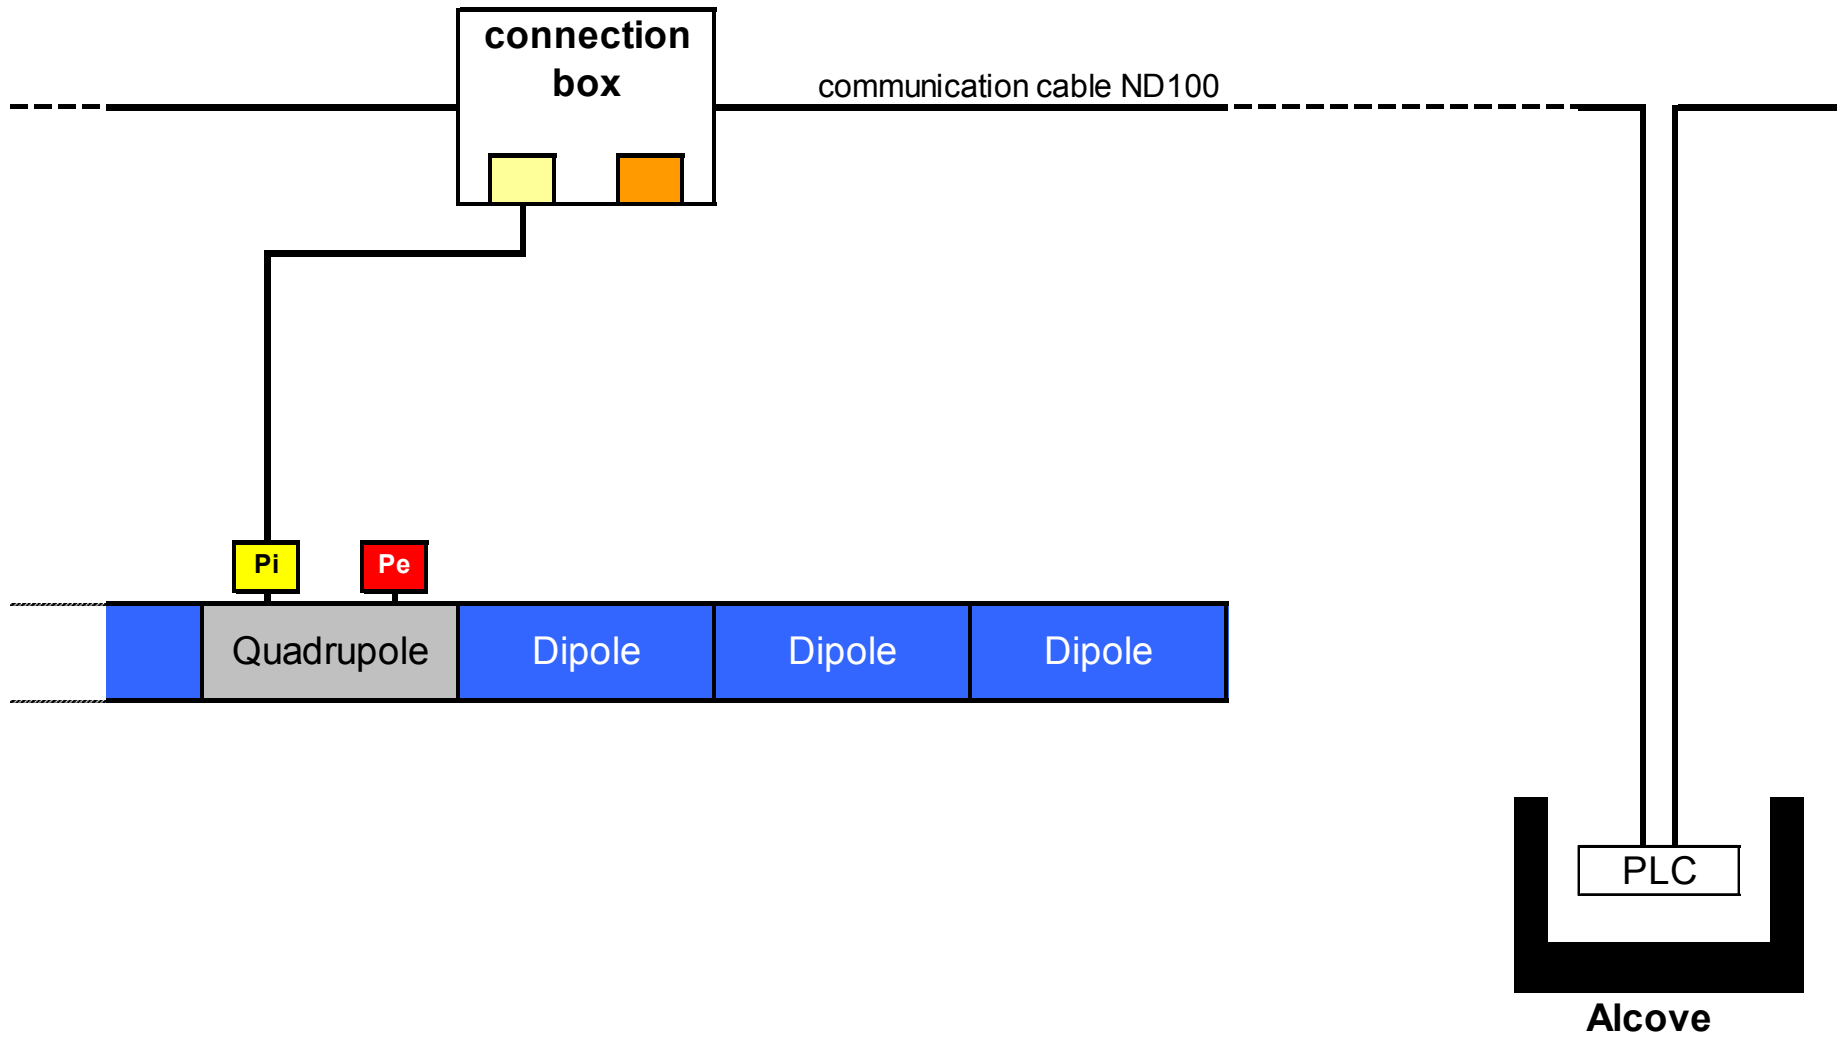 connection
box
communication cable ND100
Pi
Pe
Quadrupole
Dipole
Dipole
Dipole
PLC
Alcove